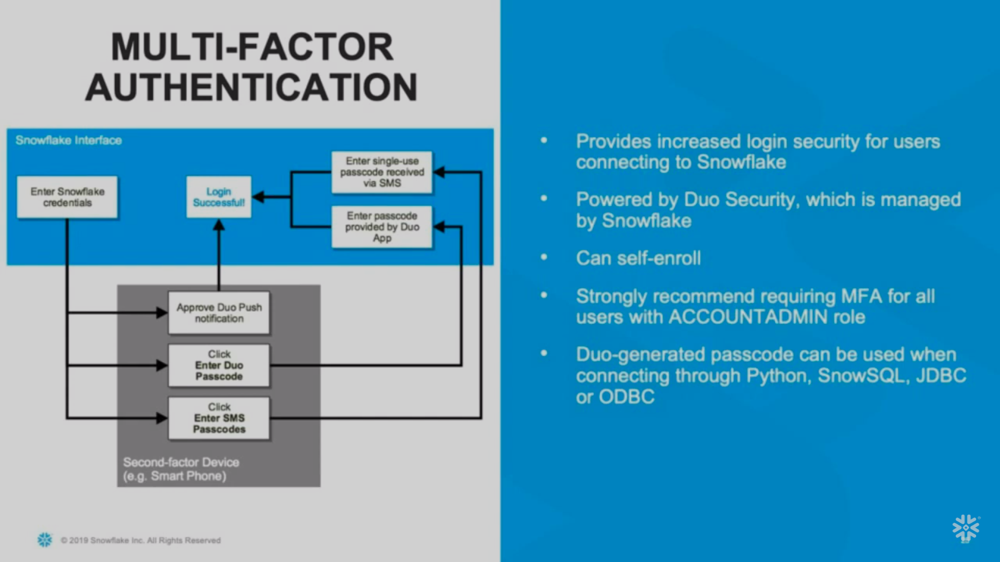 MULTI-FACTOR
AUTHENTICATION
Snowflake Interface
Enter Snowflake
credentials
Login
Successful!
Enter single-use
passcode received
via SMS
Enter passcode
provided by Duo
App
Approve Duo Push
notification
Click
Enter Duo
Passcode
Click
Enter SMS
Passcodes
Second-factor Device
(e.g. Smart Phone)
© 2019 Snowflake Inc. All Rights Reserved
• Provides increased login security for users
connecting to Snowflake
• Powered by Duo Security, which is managed
by Snowflake
• Can self-enroll
• Strongly recommend requiring MFA for all
users with ACCOUNTADMIN role
• Duo-generated passcode can be used when
connecting through Python, SnowSQL, JDBC
or ODBC